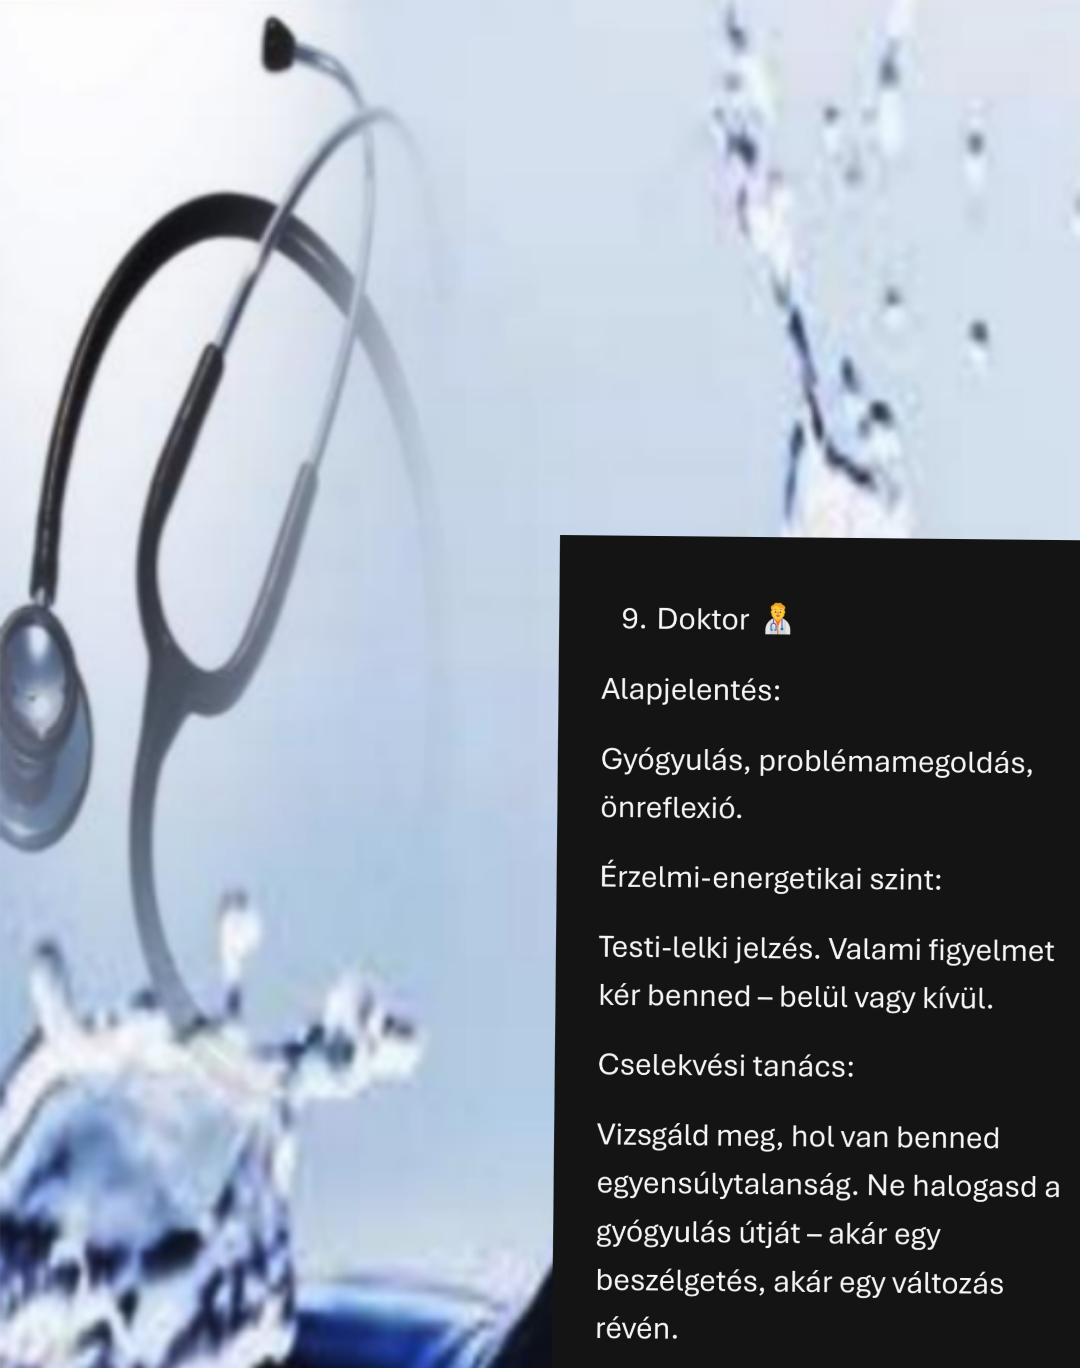 9. Doktor 👨‍⚕️
Alapjelentés:
Gyógyulás, problémamegoldás,
önreflexió.
Érzelmi-energetikai szint:
Testi-lelki jelzés. Valami figyelmet
kér benned – belül vagy kívül.
Cselekvési tanács:
Vizsgáld meg, hol van benned
egyensúlytalanság. Ne halogasd a
gyógyulás útját – akár egy
beszélgetés, akár egy változás
révén.